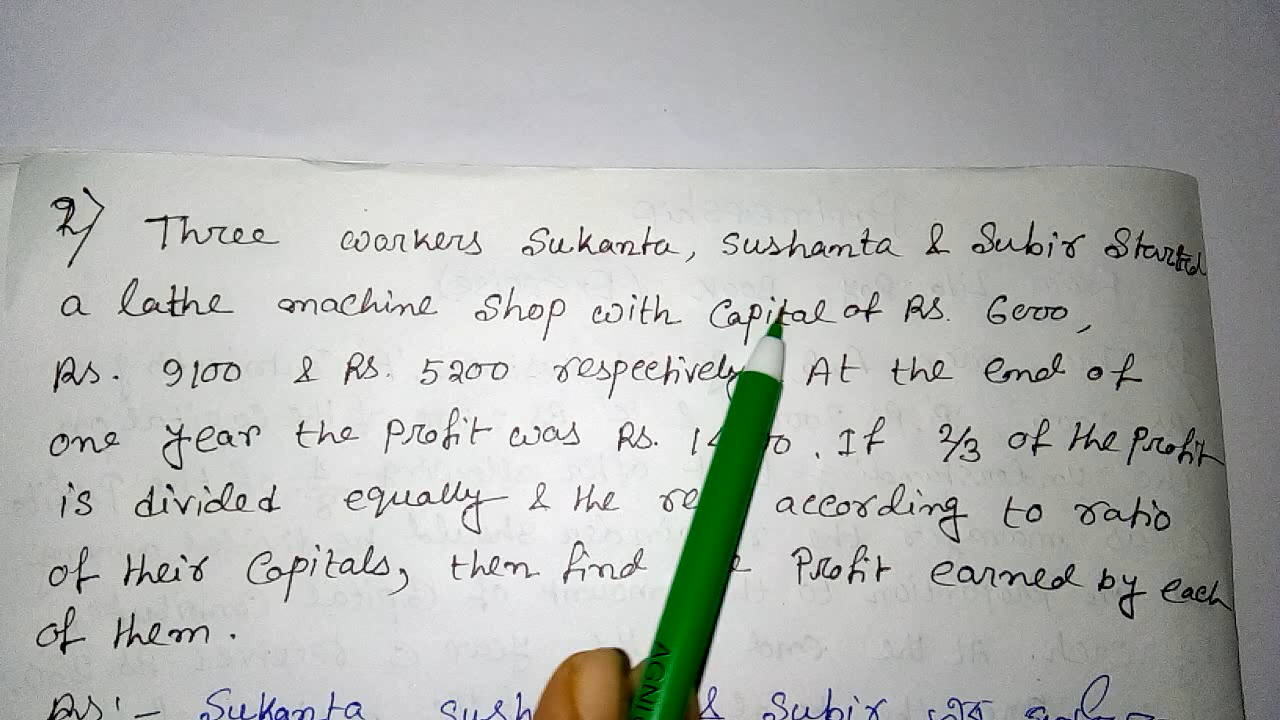 2) Three workers Sukanta, Sushanta & Subir Started
a lathe machine Shop with Capital of Rs. 6000,
Rs. 9100 & Rs. 5200 respectively At the end of
one year the Profit was Rs. If 2/3 of the Profit
is divided equally & the according to ratio
of their Capitals, then find Profit earned by each
of them.
As:- Sukanta & Subir
AGNI